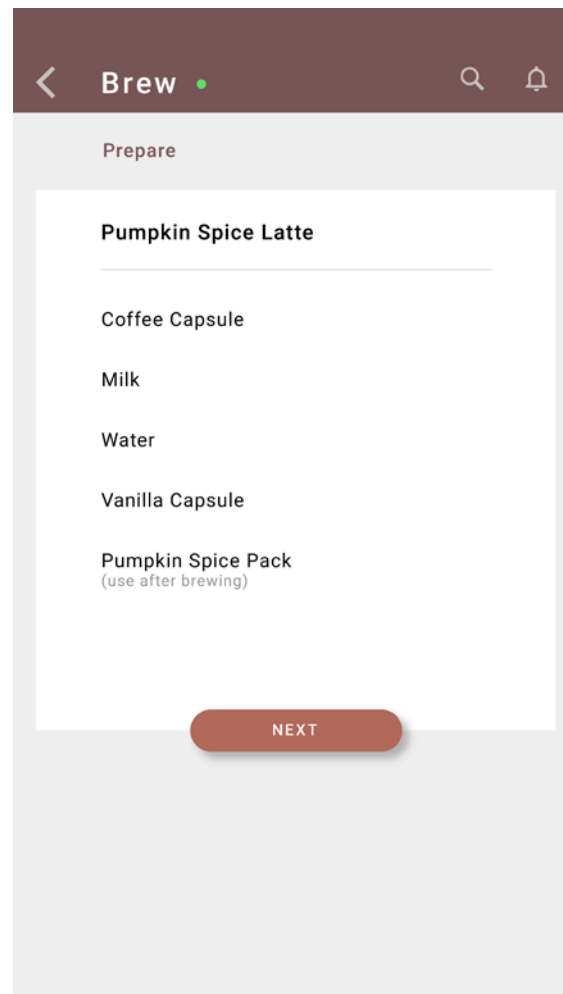 Brew
Prepare
Pumpkin Spice Latte
Coffee Capsule
Milk
Water
Vanilla Capsule
Pumpkin Spice Pack
(use after brewing)
NEXT